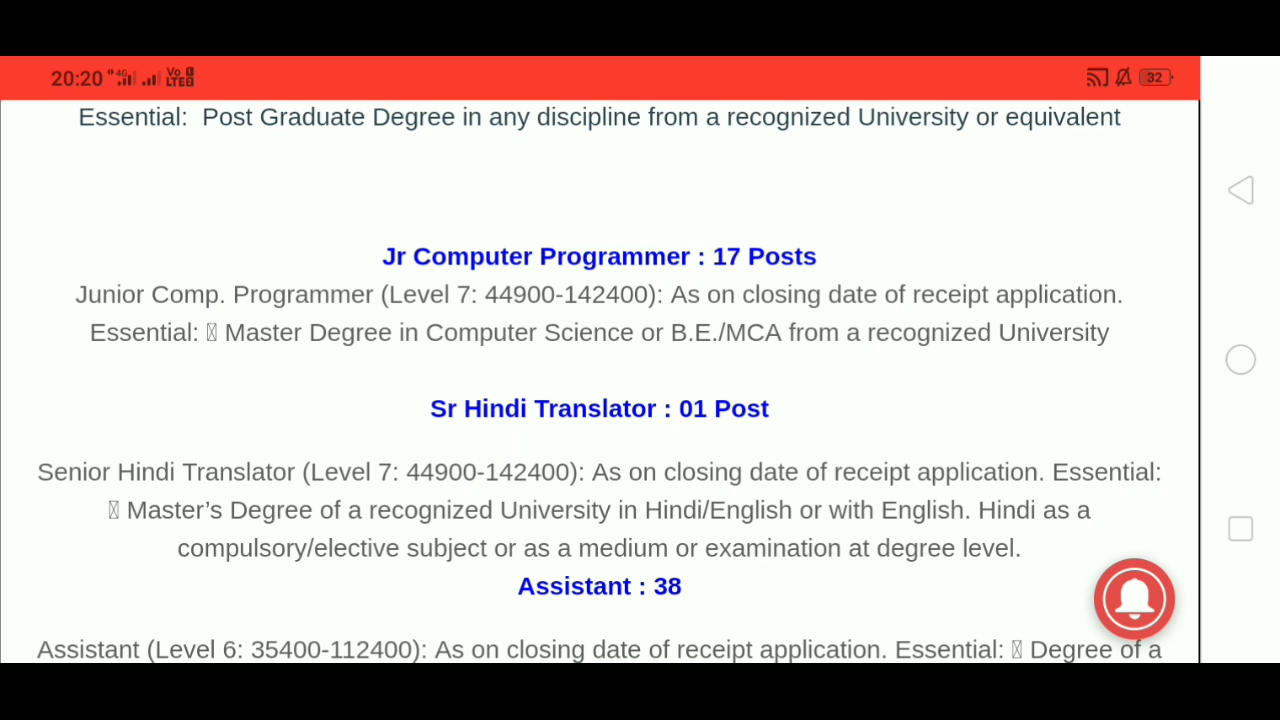 20:20 4G Vo LTE 32
Essential: Post Graduate Degree in any discipline from a recognized University or equivalent
Jr Computer Programmer : 17 Posts
Junior Comp. Programmer (Level 7: 44900-142400): As on closing date of receipt application.
Essential: Master Degree in Computer Science or B.E./MCA from a recognized University
Sr Hindi Translator : 01 Post
Senior Hindi Translator (Level 7: 44900-142400): As on closing date of receipt application. Essential:
Master’s Degree of a recognized University in Hindi/English or with English. Hindi as a
compulsory/elective subject or as a medium or examination at degree level.
Assistant : 38
Assistant (Level 6: 35400-112400): As on closing date of receipt application. Essential: Degree of a